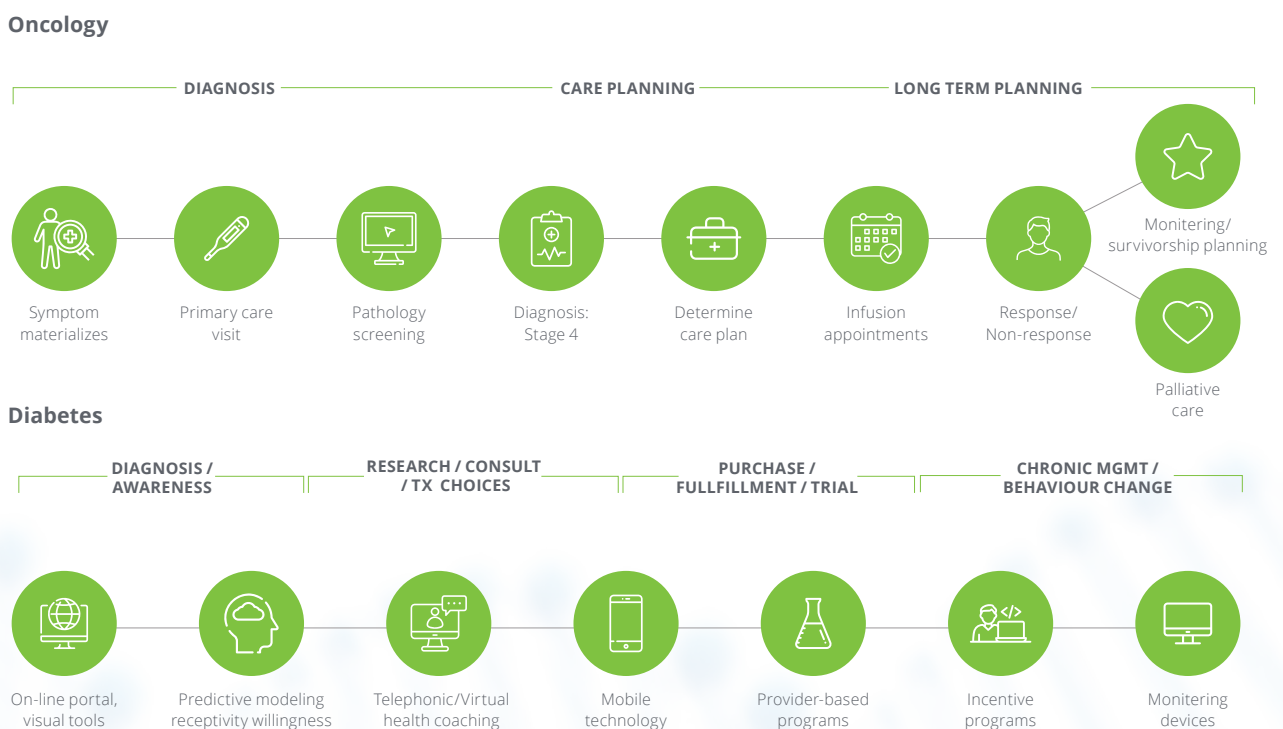 Oncology
DIAGNOSIS
CARE PLANNING
LONG TERM PLANNING
Symptom
materializes
Primary care
visit
Pathology
screening
Diagnosis:
Stage 4
Determine
care plan
Infusion
appointments
Response/
Non-response
Monitering/
survivorship planning
Palliative
care
Diabetes
DIAGNOSIS /
AWARENESS
RESEARCH / CONSULT
/ TX CHOICES
PURCHASE /
FULLFILLMENT / TRIAL
CHRONIC MGMT /
BEHAVIOUR CHANGE
On-line portal,
visual tools
Predictive modeling
receptivity willingness
Telephonic/Virtual
health coaching
Mobile
technology
Provider-based
programs
Incentive
programs
Monitoring
devices